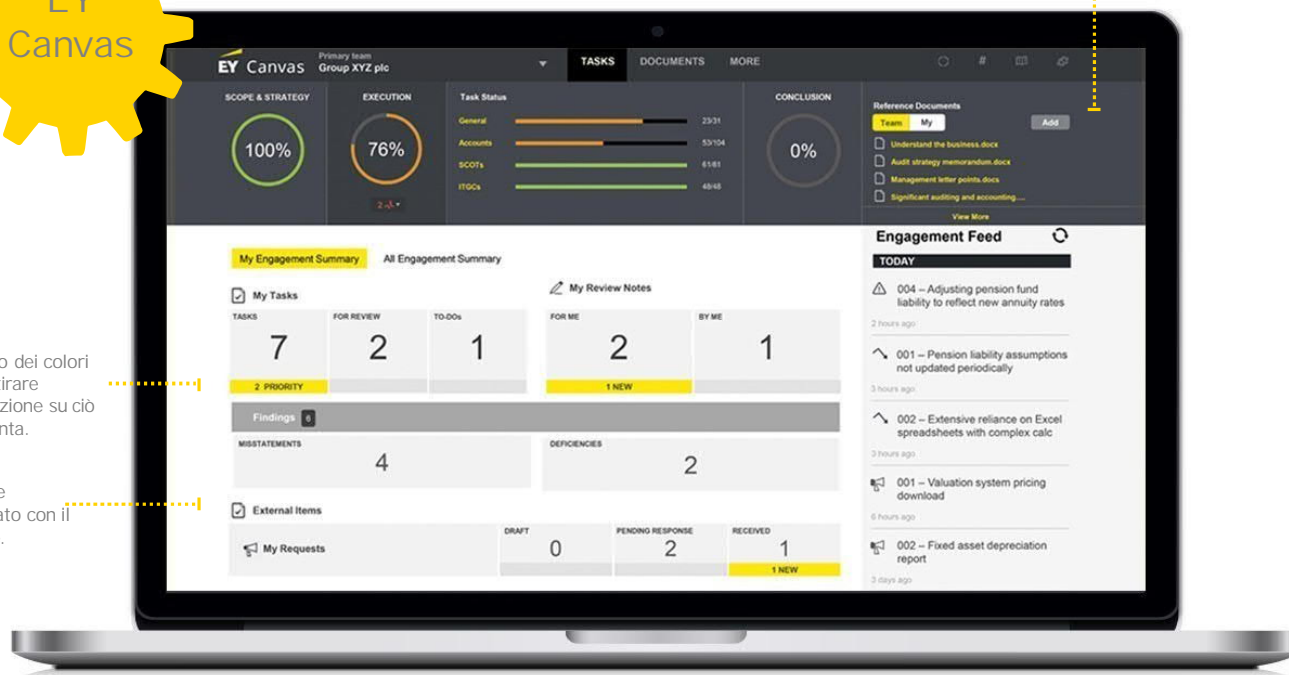 EY
Canvas
EY Canvas
Primary team
Group XYZ plc
TASKS
DOCUMENTS
MORE
#
SCOPE & STRATEGY
100%
EXECUTION
76%
2
Task Status
General 23/31
Accounts 53/104
SCOTs 61/61
ITGCs 48/48
CONCLUSION
0%
Reference Documents
Team My Add
Understand the business.docx
Audit strategy memorandum.docx
Management letter points.docs
Significant auditing and accounting....
View More
My Engagement Summary
All Engagement Summary
My Tasks
TASKS
7
2 PRIORITY
FOR REVIEW
2
TO-DOs
1
My Review Notes
FOR ME
2
1 NEW
BY ME
1
Findings 6
MISSTATEMENTS
4
DEFICIENCIES
2
External Items
My Requests
DRAFT
0
PENDING RESPONSE
2
RECEIVED
1
1 NEW
Engagement Feed
TODAY
004 – Adjusting pension fund
liability to reflect new annuity rates
2 hours ago
001 – Pension liability assumptions
not updated periodically
3 hours ago
002 – Extensive reliance on Excel
spreadsheets with complex calc
3 hours ago
001 – Valuation system pricing
download
6 hours ago
002 – Fixed asset depreciation
report
3 days ago
dei colori
su ciò
con il